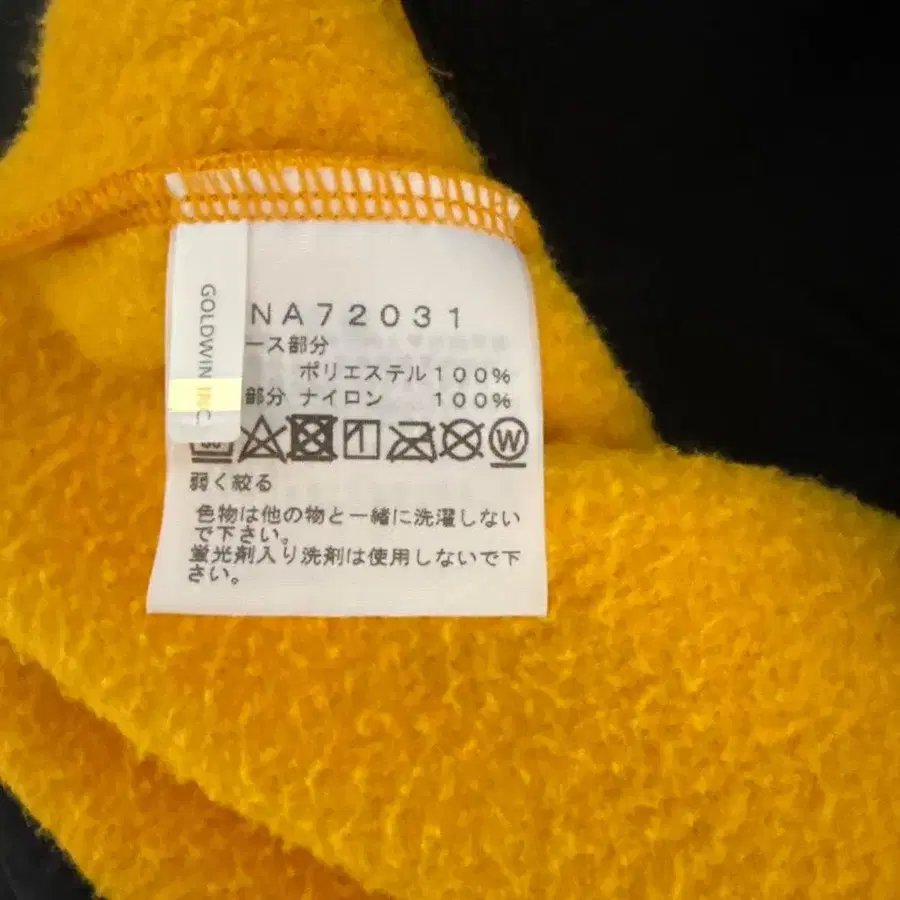 GOLDWIN INC.
NA72031
ース部分
ポリエステル100%
部分 ナイロン 100%
W
弱く絞る
色物は他の物と一緒に洗濯しない
で下さい。
蛍光剤入り洗剤は使用しないで下
さい。